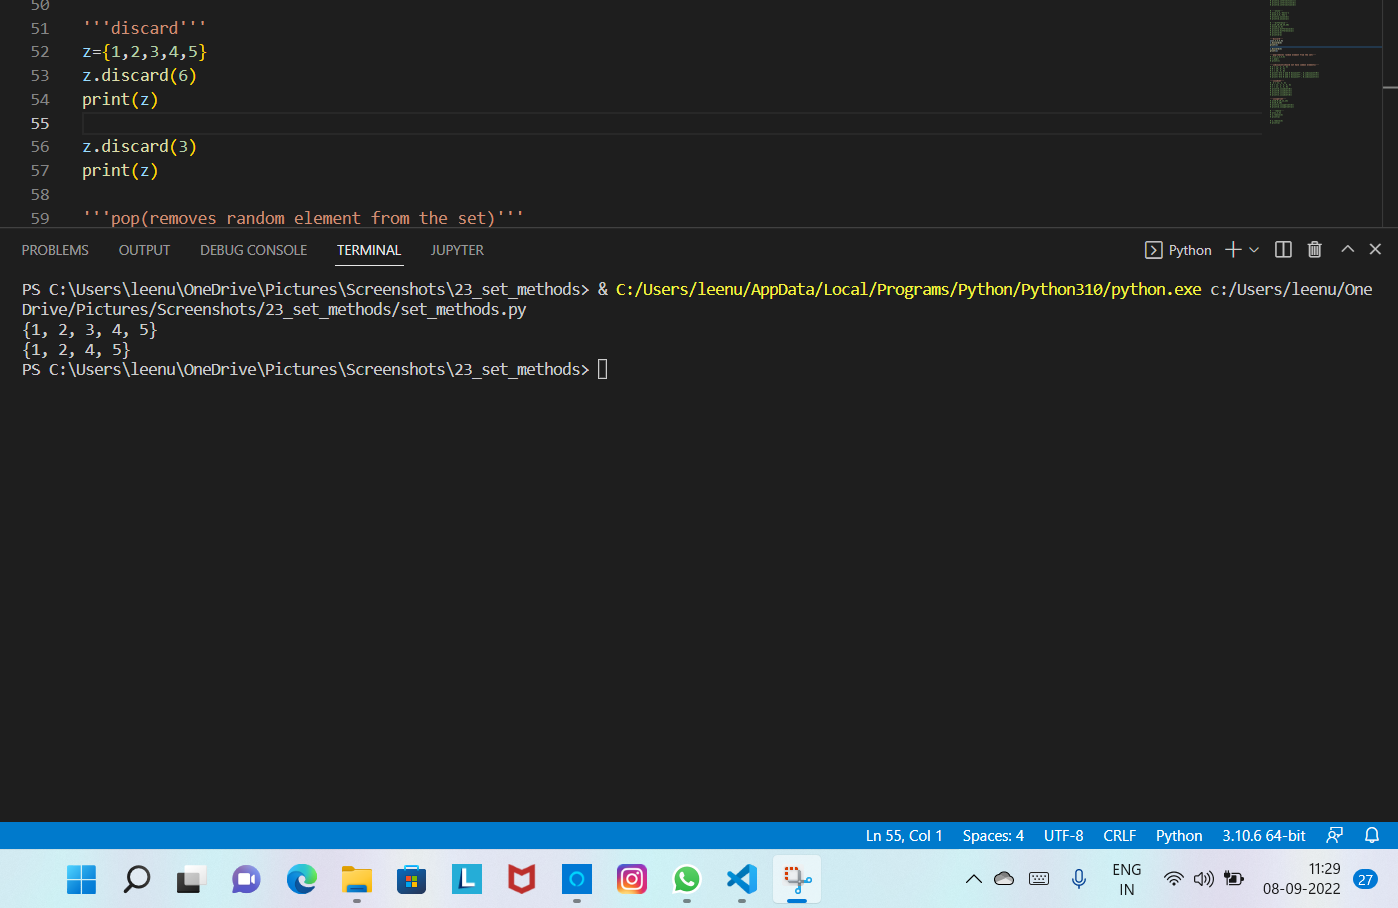 50
51 '''discard'''
52 z={1,2,3,4,5}
53 z.discard(6)
54 print(z)
55
56 z.discard(3)
57 print(z)
58
59 '''pop(removes random element from the set)'''
PROBLEMS OUTPUT DEBUG CONSOLE TERMINAL JUPYTER Python
PS C:\Users\leenu\OneDrive\Pictures\Screenshots\23_set_methods> & C:/Users/leenu/AppData/Local/Programs/Python/Python310/python.exe c:/Users/leenu/One
Drive/Pictures/Screenshots/23_set_methods/set_methods.py
{1, 2, 3, 4, 5}
{1, 2, 4, 5}
PS C:\Users\leenu\OneDrive\Pictures\Screenshots\23_set_methods>
Ln 55, Col 1 Spaces: 4 UTF-8 CRLF Python 3.10.6 64-bit
ENG 11:29
IN 08-09-2022 27